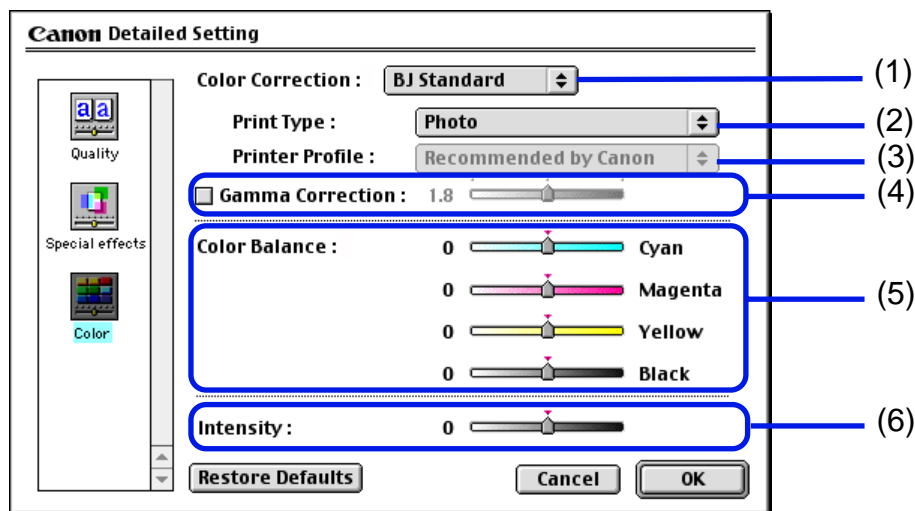 Canon Detailed Setting
Color Correction : BJ Standard (1)
Print Type : Photo (2)
Printer Profile : Recommended by Canon (3)
Gamma Correction : 1.8 (4)
Color Balance : 0 Cyan
0 Magenta (5)
0 Yellow
0 Black
Intensity : 0 (6)
Restore Defaults Cancel OK
aa
Quality
Special effects
Color